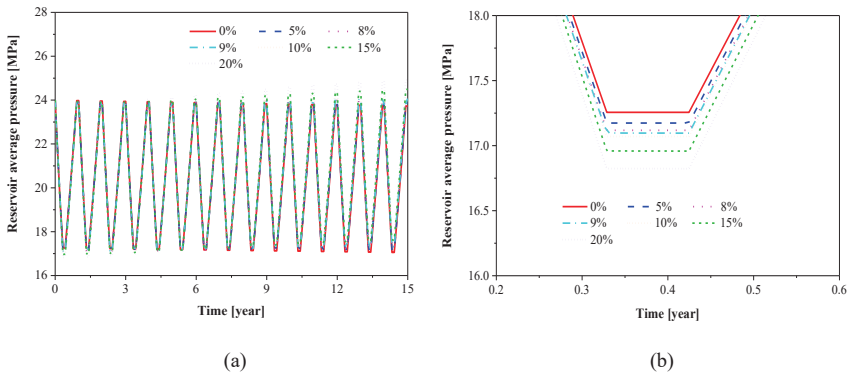 28
26
24
22
20
18
16
Reservoir average pressure [MPa]
0% 5% 8%
9% 10% 15%
20%
0 3 6 9 12 15
Time [year]
(a)
18.0
17.5
17.0
16.5
16.0
Reservoir average pressure [MPa]
0% 5% 8%
9% 10% 15%
20%
0.2 0.3 0.4 0.5 0.6
Time [year]
(b)